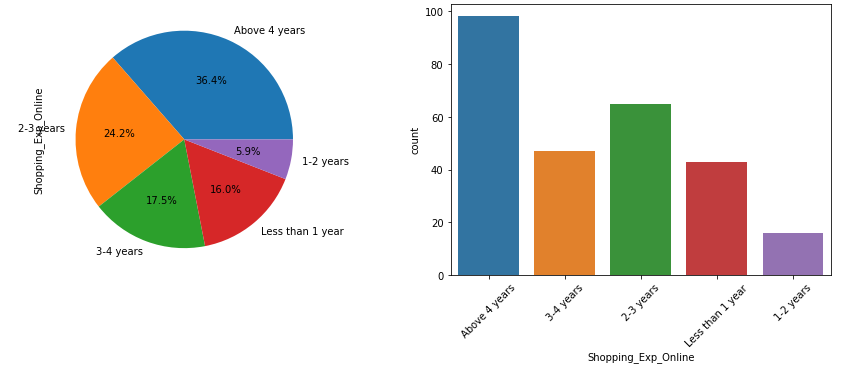 Above 4 years
36.4%
2-3 years
24.2%
Shopping_Exp_Online
5.9%
1-2 years
17.5%
16.0%
Less than 1 year
3-4 years
100
80
60
40
20
0
count
Above 4 years
3-4 years
2-3 years
Less than 1 year
1-2 years
Shopping_Exp_Online